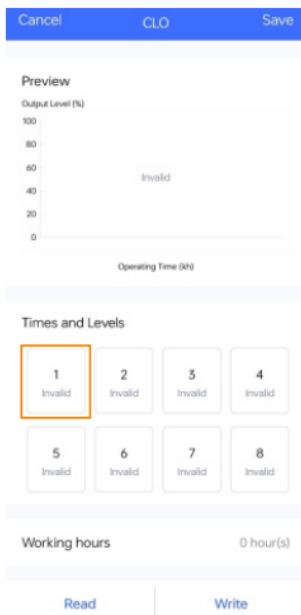 Cancel CLO Save
Preview
Output Level (%)
100
80
60
Invalid
40
20
0
Operating Time (kh)
Times and Levels
1 2 3 4
Invalid Invalid Invalid Invalid
5 6 7 8
Invalid Invalid Invalid Invalid
Working hours 0 hour(s)
Read Write